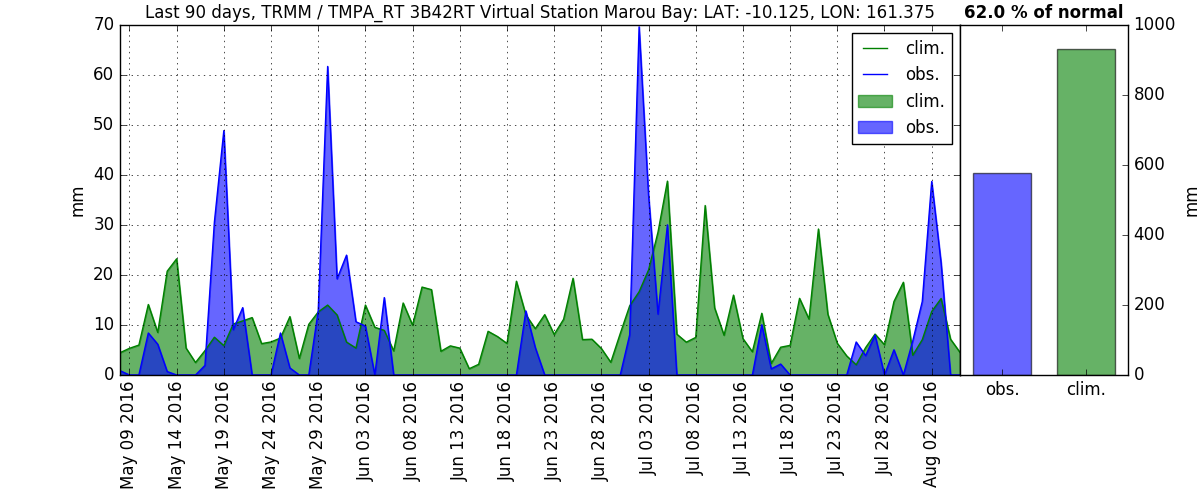 Last 90 days, TRMM / TMPA_RT 3B42RT Virtual Station Marou Bay: LAT: -10.125, LON: 161.375
62.0 % of normal
70
60
50
40
30
20
10
0
mm
clim.
obs.
clim.
obs.
1000
800
600
400
200
0
mm
May 09 2016
May 14 2016
May 19 2016
May 24 2016
May 29 2016
Jun 03 2016
Jun 08 2016
Jun 13 2016
Jun 18 2016
Jun 23 2016
Jun 28 2016
Jul 03 2016
Jul 08 2016
Jul 13 2016
Jul 18 2016
Jul 23 2016
Jul 28 2016
Aug 02 2016
obs.
clim.